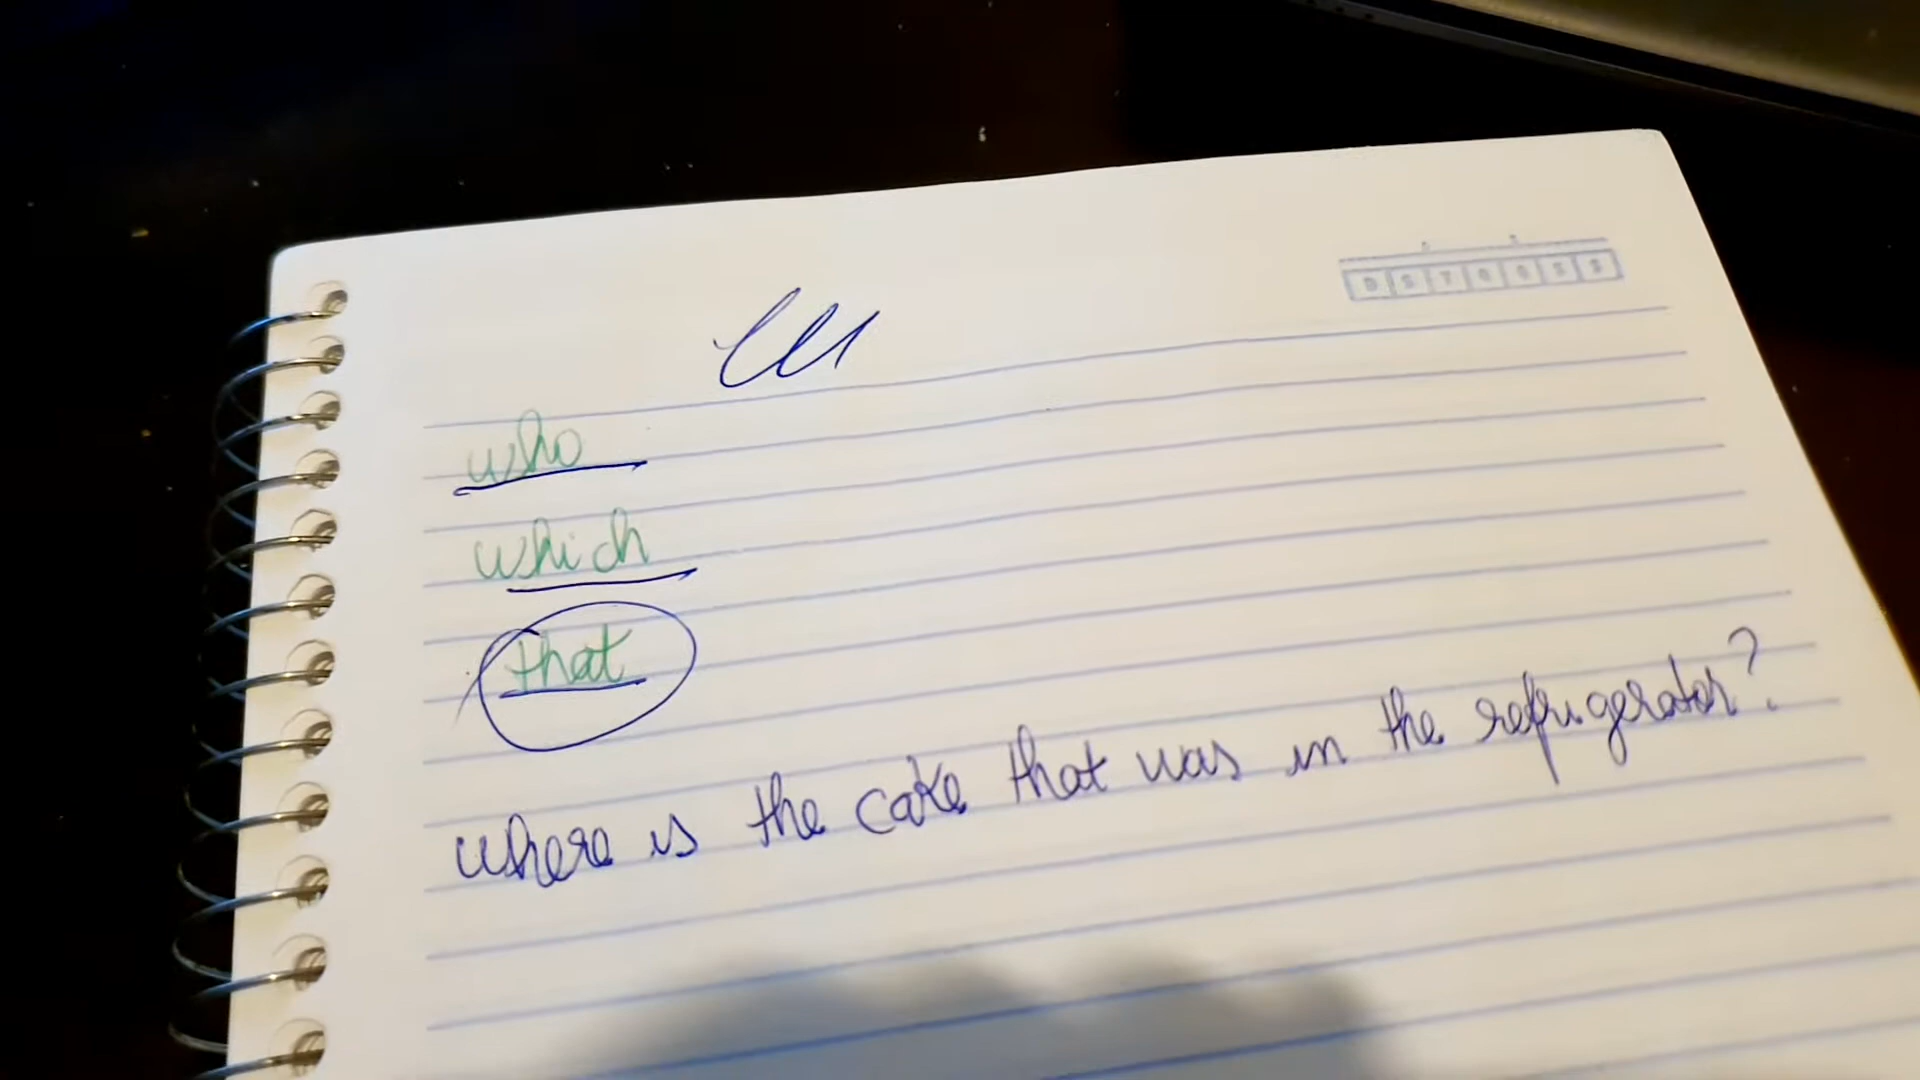 D S T Q Q S S
who
which
that
where is the cake that was in the refrigerator?